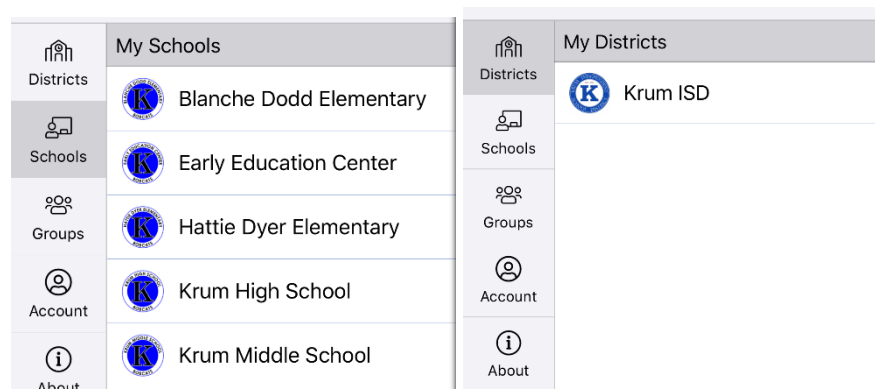 Districts
Schools
Groups
Account
About
My Schools
K
Blanche Dodd Elementary
K
Early Education Center
K
Hattie Dyer Elementary
K
Krum High School
K
Krum Middle School
Districts
Schools
Groups
Account
About
My Districts
K
Krum ISD